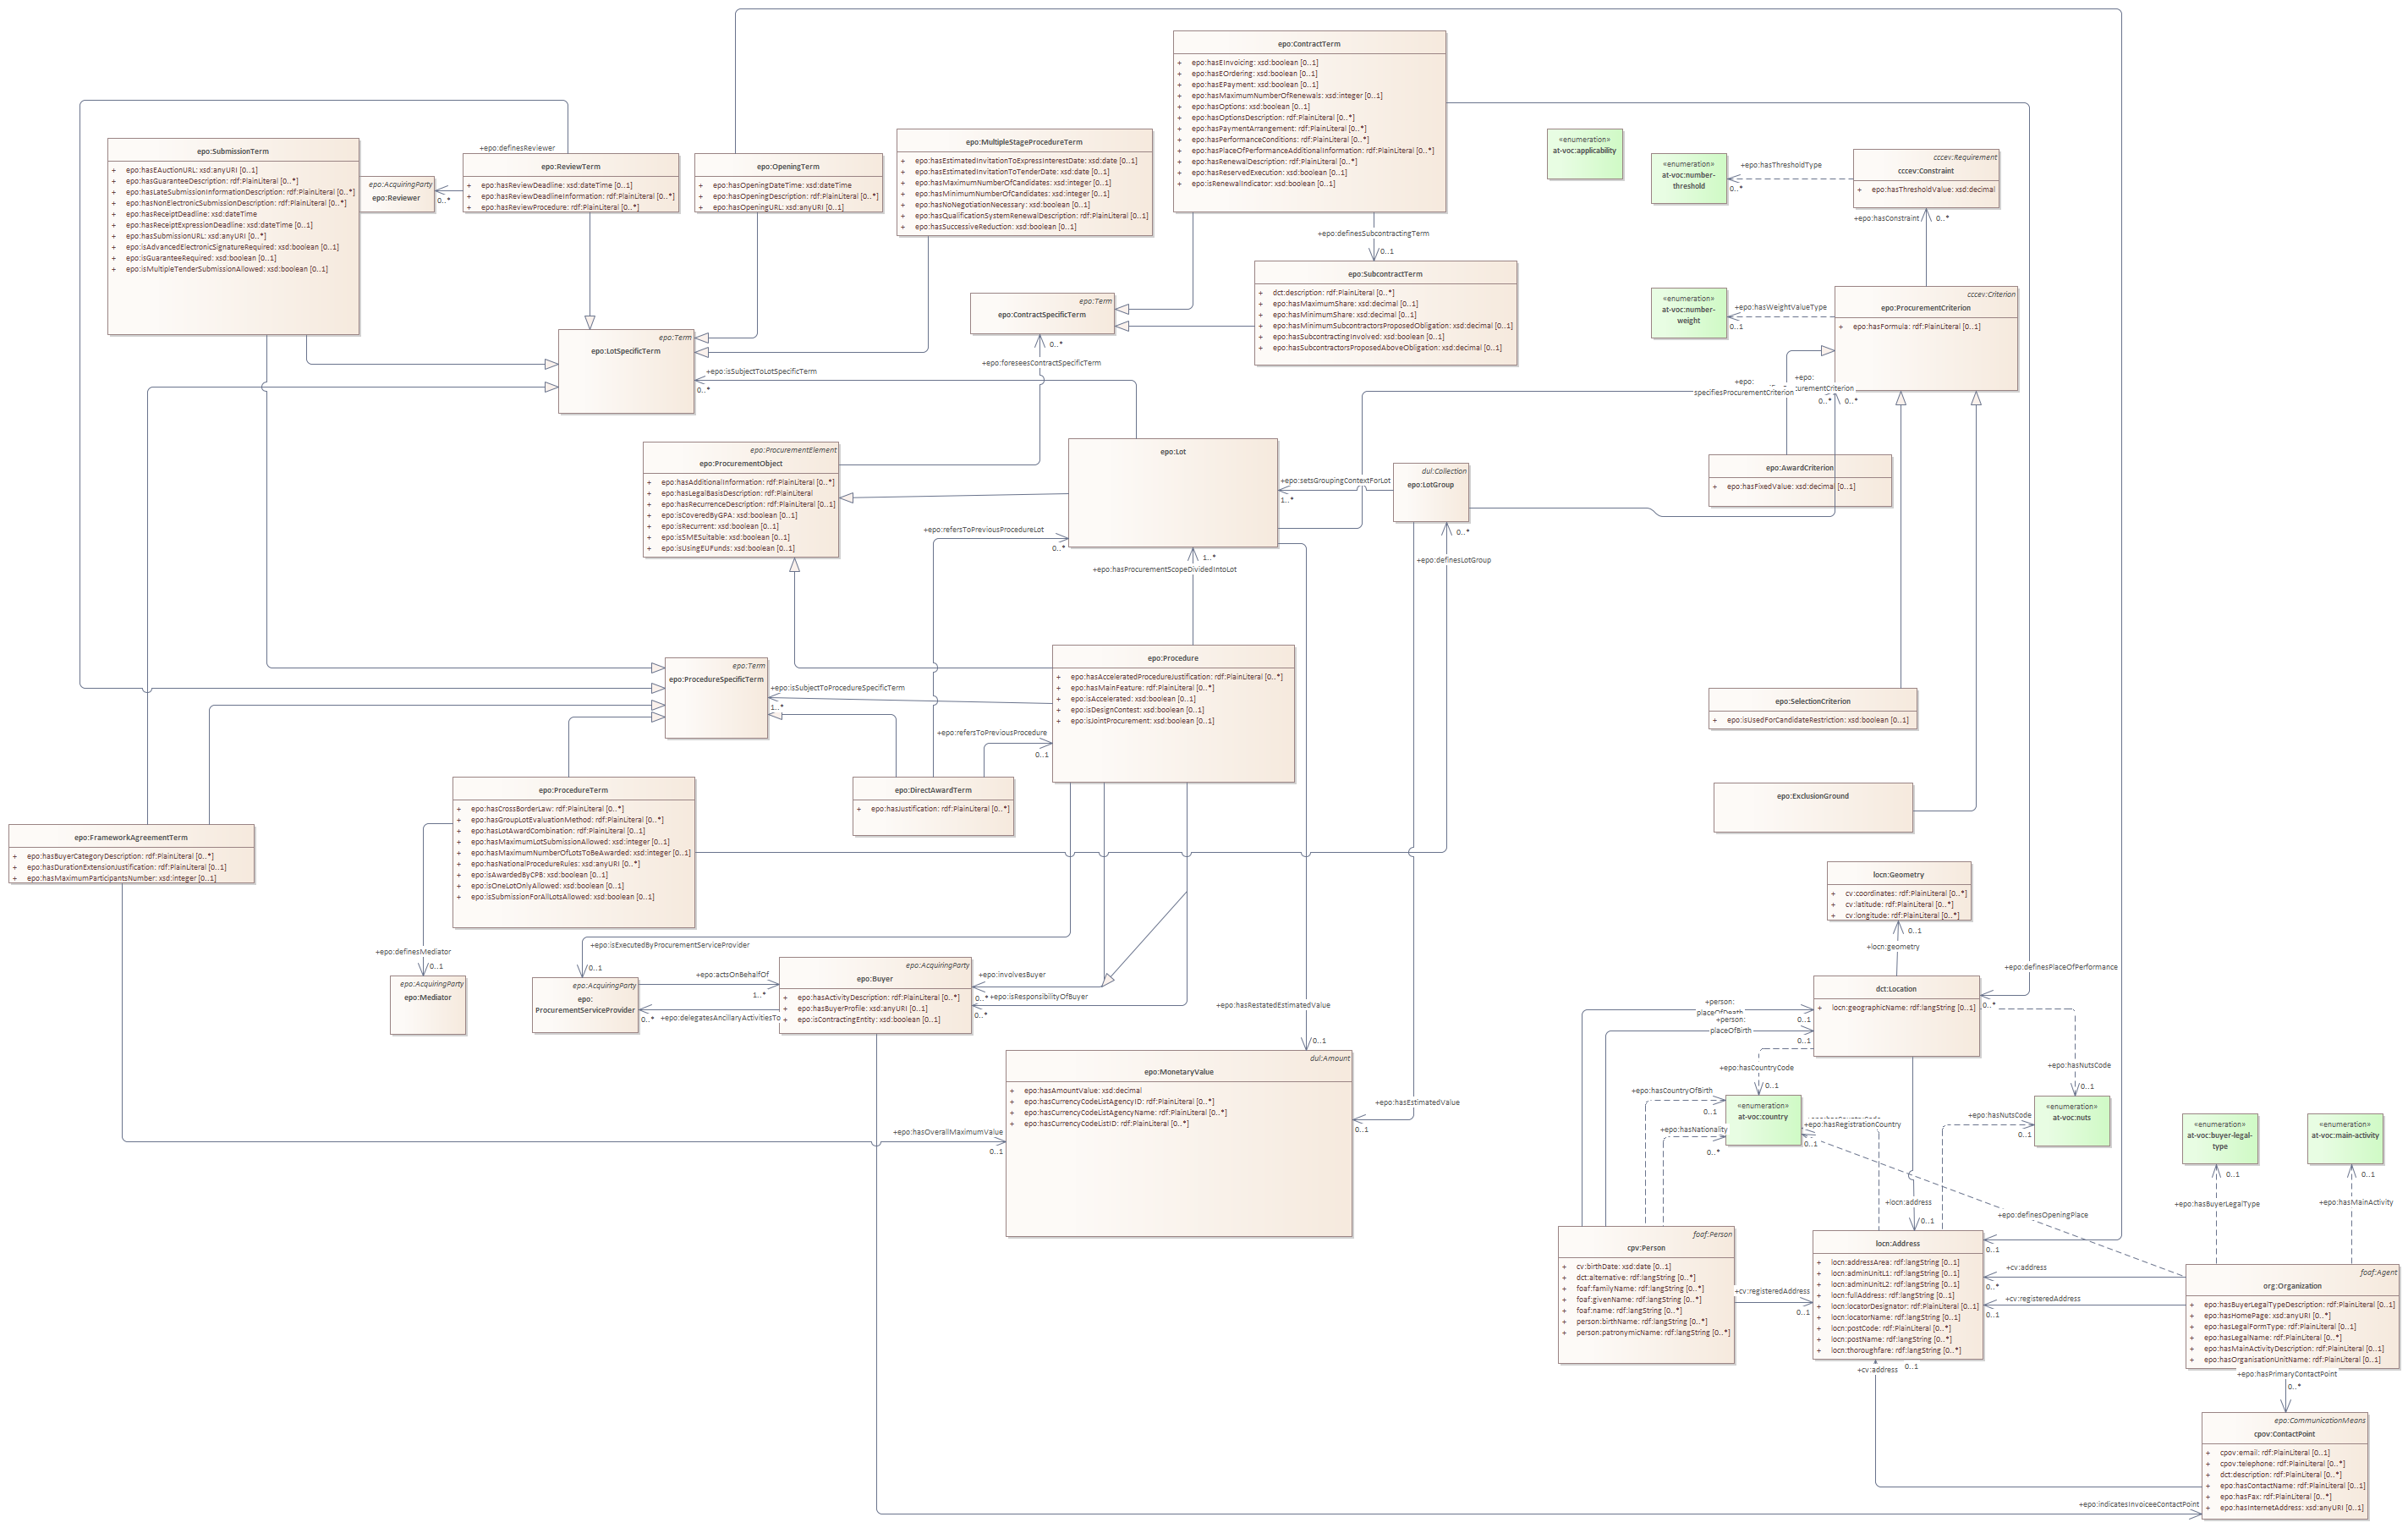 epo:ContractTerm
+ epo:hasEInvoicing: xsd:boolean [0..1]
+ epo:hasEOrdering: xsd:boolean [0..1]
+ epo:hasEPayment: xsd:boolean [0..1]
+ epo:hasMaximumNumberOfRenewals: xsd:integer [0..1]
+ epo:hasOptions: xsd:boolean [0..1]
+ epo:hasOptionsDescription: rdf:PlainLiteral [0..*]
+ epo:hasPaymentArrangement: rdf:PlainLiteral [0..*]
+ epo:hasPerformanceConditions: rdf:PlainLiteral [0..*]
+ epo:hasPlaceOfPerformanceAdditionalInformation: rdf:PlainLiteral [0..*]
+ epo:hasRenewalDescription: rdf:PlainLiteral [0..*]
+ epo:hasReservedExecution: xsd:boolean [0..1]
+ epo:isRenewalIndicator: xsd:boolean [0..1]
epo:SubmissionTerm
+ epo:hasEAuctionURL: xsd:anyURI [0..1]
+ epo:hasGuaranteeDescription: rdf:PlainLiteral [0..*]
+ epo:hasLateSubmissionInformationDescription: rdf:PlainLiteral [0..*]
+ epo:hasNonElectronicSubmissionDescription: rdf:PlainLiteral [0..*]
+ epo:hasReceiptDeadline: xsd:dateTime
+ epo:hasReceiptExpressionDeadline: xsd:dateTime [0..1]
+ epo:hasSubmissionURL: xsd:anyURI [0..*]
+ epo:isAdvancedElectronicSignatureRequired: xsd:boolean [0..1]
+ epo:isGuaranteeRequired: xsd:boolean [0..1]
+ epo:isMultipleTenderSubmissionAllowed: xsd:boolean [0..1]
epo:AcquiringParty
epo:Reviewer
0..*
+epo:definesReviewer
epo:ReviewTerm
+ epo:hasReviewDeadline: xsd:dateTime [0..1]
+ epo:hasReviewDeadlineInformation: rdf:PlainLiteral [0..*]
+ epo:hasReviewProcedure: rdf:PlainLiteral [0..*]
epo:OpeningTerm
+ epo:hasOpeningDateTime: xsd:dateTime
+ epo:hasOpeningDescription: rdf:PlainLiteral [0..*]
+ epo:hasOpeningURL: xsd:anyURI [0..1]
epo:MultipleStageProcedureTerm
+ epo:hasEstimatedInvitationToExpressInterestDate: xsd:date [0..1]
+ epo:hasEstimatedInvitationToTenderDate: xsd:date [0..1]
+ epo:hasMaximumNumberOfCandidates: xsd:integer [0..1]
+ epo:hasMinimumNumberOfCandidates: xsd:integer [0..1]
+ epo:hasNoNegotiationNecessary: xsd:boolean [0..1]
+ epo:hasQualificationSystemRenewalDescription: rdf:PlainLiteral [0..1]
+ epo:hasSuccessiveReduction: xsd:boolean [0..1]
«enumeration»
at-voc:applicability
«enumeration»
at-voc:number-
threshold
+epo:hasThresholdType
0..*
cccev:Requirement
cccev:Constraint
+ epo:hasThresholdValue: xsd:decimal
+epo:hasConstraint
0..*
+epo:definesSubcontractingTerm
0..1
epo:SubcontractTerm
+ dct:description: rdf:PlainLiteral [0..*]
+ epo:hasMaximumShare: xsd:decimal [0..1]
+ epo:hasMinimumShare: xsd:decimal [0..1]
+ epo:hasMinimumSubcontractorsProposedObligation: xsd:decimal [0..1]
+ epo:hasSubcontractingInvolved: xsd:boolean [0..1]
+ epo:hasSubcontractorsProposedAboveObligation: xsd:decimal [0..1]
epo:Term
epo:ContractSpecificTerm
0..*
+epo:foreseesContractSpecificTerm
«enumeration»
at-voc:number-
weight
+epo:hasWeightValueType
0..1
cccev:Criterion
epo:ProcurementCriterion
+ epo:hasFormula: rdf:PlainLiteral [0..1]
epo:Term
epo:LotSpecificTerm
+epo:isSubjectToLotSpecificTerm
0..*
+epo:
specifiesProcurementCriterion
0..*
+epo:
0..*
epo:ProcurementElement
epo:ProcurementObject
+ epo:hasAdditionalInformation: rdf:PlainLiteral [0..*]
+ epo:hasLegalBasisDescription: rdf:PlainLiteral
+ epo:hasRecurrenceDescription: rdf:PlainLiteral [0..1]
+ epo:isCoveredByGPA: xsd:boolean [0..1]
+ epo:isRecurrent: xsd:boolean [0..1]
+ epo:isSMESuitable: xsd:boolean [0..1]
+ epo:isUsingEUFunds: xsd:boolean [0..1]
epo:Lot
+epo:setsGroupingContextForLot
1..*
dul:Collection
epo:LotGroup
0..*
+epo:definesLotGroup
epo:AwardCriterion
+ epo:hasFixedValue: xsd:decimal [0..1]
+epo:refersToPreviousProcedureLot
0..*
1..*
+epo:hasProcurementScopeDividedIntoLot
epo:Term
epo:ProcedureSpecificTerm
+epo:isSubjectToProcedureSpecificTerm
1..*
epo:Procedure
+ epo:hasAcceleratedProcedureJustification: rdf:PlainLiteral [0..*]
+ epo:hasMainFeature: rdf:PlainLiteral [0..*]
+ epo:isAccelerated: xsd:boolean [0..1]
+ epo:isDesignContest: xsd:boolean [0..1]
+ epo:isJointProcurement: xsd:boolean [0..1]
+epo:refersToPreviousProcedure
0..1
epo:SelectionCriterion
+ epo:isUsedForCandidateRestriction: xsd:boolean [0..1]
epo:ExclusionGround
epo:ProcedureTerm
+ epo:hasCrossBorderLaw: rdf:PlainLiteral [0..*]
+ epo:hasGroupLotEvaluationMethod: rdf:PlainLiteral [0..*]
+ epo:hasLotAwardCombination: rdf:PlainLiteral [0..1]
+ epo:hasMaximumLotSubmissionAllowed: xsd:integer [0..1]
+ epo:hasMaximumNumberOfLotsToBeAwarded: xsd:integer [0..1]
+ epo:hasNationalProcedureRules: xsd:anyURI [0..*]
+ epo:isAwardedByCPB: xsd:boolean [0..1]
+ epo:isOneLotOnlyAllowed: xsd:boolean [0..1]
+ epo:isSubmissionForAllLotsAllowed: xsd:boolean [0..1]
epo:DirectAwardTerm
+ epo:hasJustification: rdf:PlainLiteral [0..*]
epo:FrameworkAgreementTerm
+ epo:hasBuyerCategoryDescription: rdf:PlainLiteral [0..*]
+ epo:hasDurationExtensionJustification: rdf:PlainLiteral [0..1]
+ epo:hasMaximumParticipantsNumber: xsd:integer [0..1]
+epo:definesMediator
0..1
epo:AcquiringParty
epo:Mediator
+epo:isExecutedByProcurementServiceProvider
0..1
epo:AcquiringParty
epo:
ProcurementServiceProvider
+epo:actsOnBehalfOf
1..*
0..*
+epo:delegatesAncillaryActivitiesTo
epo:AcquiringParty
epo:Buyer
+ epo:hasActivityDescription: rdf:PlainLiteral [0..*]
+ epo:hasBuyerProfile: xsd:anyURI [0..1]
+ epo:isContractingEntity: xsd:boolean [0..1]
+epo:involvesBuyer
0..*
+epo:isResponsibilityOfBuyer
0..*
+epo:hasRestatedEstimatedValue
0..1
dul:Amount
epo:MonetaryValue
+ epo:hasAmountValue: xsd:decimal
+ epo:hasCurrencyCodeListAgencyID: rdf:PlainLiteral [0..*]
+ epo:hasCurrencyCodeListAgencyName: rdf:PlainLiteral [0..*]
+ epo:hasCurrencyCodeListID: rdf:PlainLiteral [0..*]
+epo:hasEstimatedValue
0..1
+epo:hasOverallMaximumValue
0..1
locn:Geometry
+ cv:coordinates: rdf:PlainLiteral [0..*]
+ cv:latitude: rdf:PlainLiteral [0..*]
+ cv:longitude: rdf:PlainLiteral [0..*]
0..1
+locn:geometry
+epo:definesPlaceOfPerformance
0..*
dct:Location
+ locn:geographicName: rdf:langString [0..1]
+person:
placeOfDeath
0..1
+person:
placeOfBirth
0..1
+epo:hasCountryCode
0..1
+epo:hasNutsCode
0..1
+epo:hasCountryOfBirth
0..1
+epo:hasNationality
0..*
«enumeration»
at-voc:country
+epo:hasRegistrationCountry
0..1
+epo:hasNutsCode
0..1
«enumeration»
at-voc:nuts
«enumeration»
at-voc:buyer-legal-
type
0..1
+epo:hasBuyerLegalType
«enumeration»
at-voc:main-activity
0..1
+epo:hasMainActivity
+locn:address
0..1
+epo:definesOpeningPlace
0..1
foaf:Person
cpv:Person
+ cv:birthDate: xsd:date [0..1]
+ dct:alternative: rdf:langString [0..*]
+ foaf:familyName: rdf:langString [0..*]
+ foaf:givenName: rdf:langString [0..*]
+ foaf:name: rdf:langString [0..*]
+ person:birthName: rdf:langString [0..*]
+ person:patronymicName: rdf:langString [0..*]
+cv:registeredAddress
0..1
locn:Address
+ locn:addressArea: rdf:langString [0..1]
+ locn:adminUnitL1: rdf:langString [0..1]
+ locn:adminUnitL2: rdf:langString [0..1]
+ locn:fullAddress: rdf:langString [0..1]
+ locn:locatorDesignator: rdf:PlainLiteral [0..1]
+ locn:locatorName: rdf:langString [0..1]
+ locn:postCode: rdf:PlainLiteral [0..*]
+ locn:postName: rdf:langString [0..*]
+ locn:thoroughfare: rdf:langString [0..*]
+cv:address
0..*
+cv:registeredAddress
0..1
foaf:Agent
org:Organization
+ epo:hasBuyerLegalTypeDescription: rdf:PlainLiteral [0..1]
+ epo:hasHomePage: xsd:anyURI [0..*]
+ epo:hasLegalFormType: rdf:PlainLiteral [0..1]
+ epo:hasLegalName: rdf:PlainLiteral [0..*]
+ epo:hasMainActivityDescription: rdf:PlainLiteral [0..1]
+ epo:hasOrganisationUnitName: rdf:PlainLiteral [0..1]
+cv:address
0..1
+epo:hasPrimaryContactPoint
0..*
epo:CommunicationMeans
cpov:ContactPoint
+ cpov:email: rdf:PlainLiteral [0..1]
+ cpov:telephone: rdf:PlainLiteral [0..*]
+ dct:description: rdf:PlainLiteral [0..*]
+ epo:hasContactName: rdf:PlainLiteral [0..1]
+ epo:hasFax: rdf:PlainLiteral [0..*]
+ epo:hasInternetAddress: xsd:anyURI [0..1]
+epo:indicatesInvoiceeContactPoint